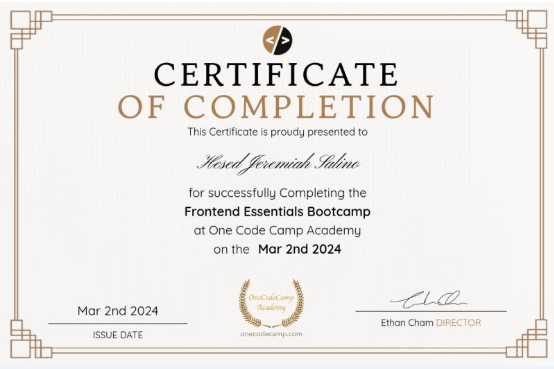 </>
CERTIFICATE
OF COMPLETION
This Certificate is proudy presented to
Hesed Jeremiah Salino
for successfully Completing the
Frontend Essentials Bootcamp
at One Code Camp Academy
on the Mar 2nd 2024
Mar 2nd 2024
ISSUE DATE
OneCodeCamp
Academy
onecodecamp.com
Ethan Cham DIRECTOR